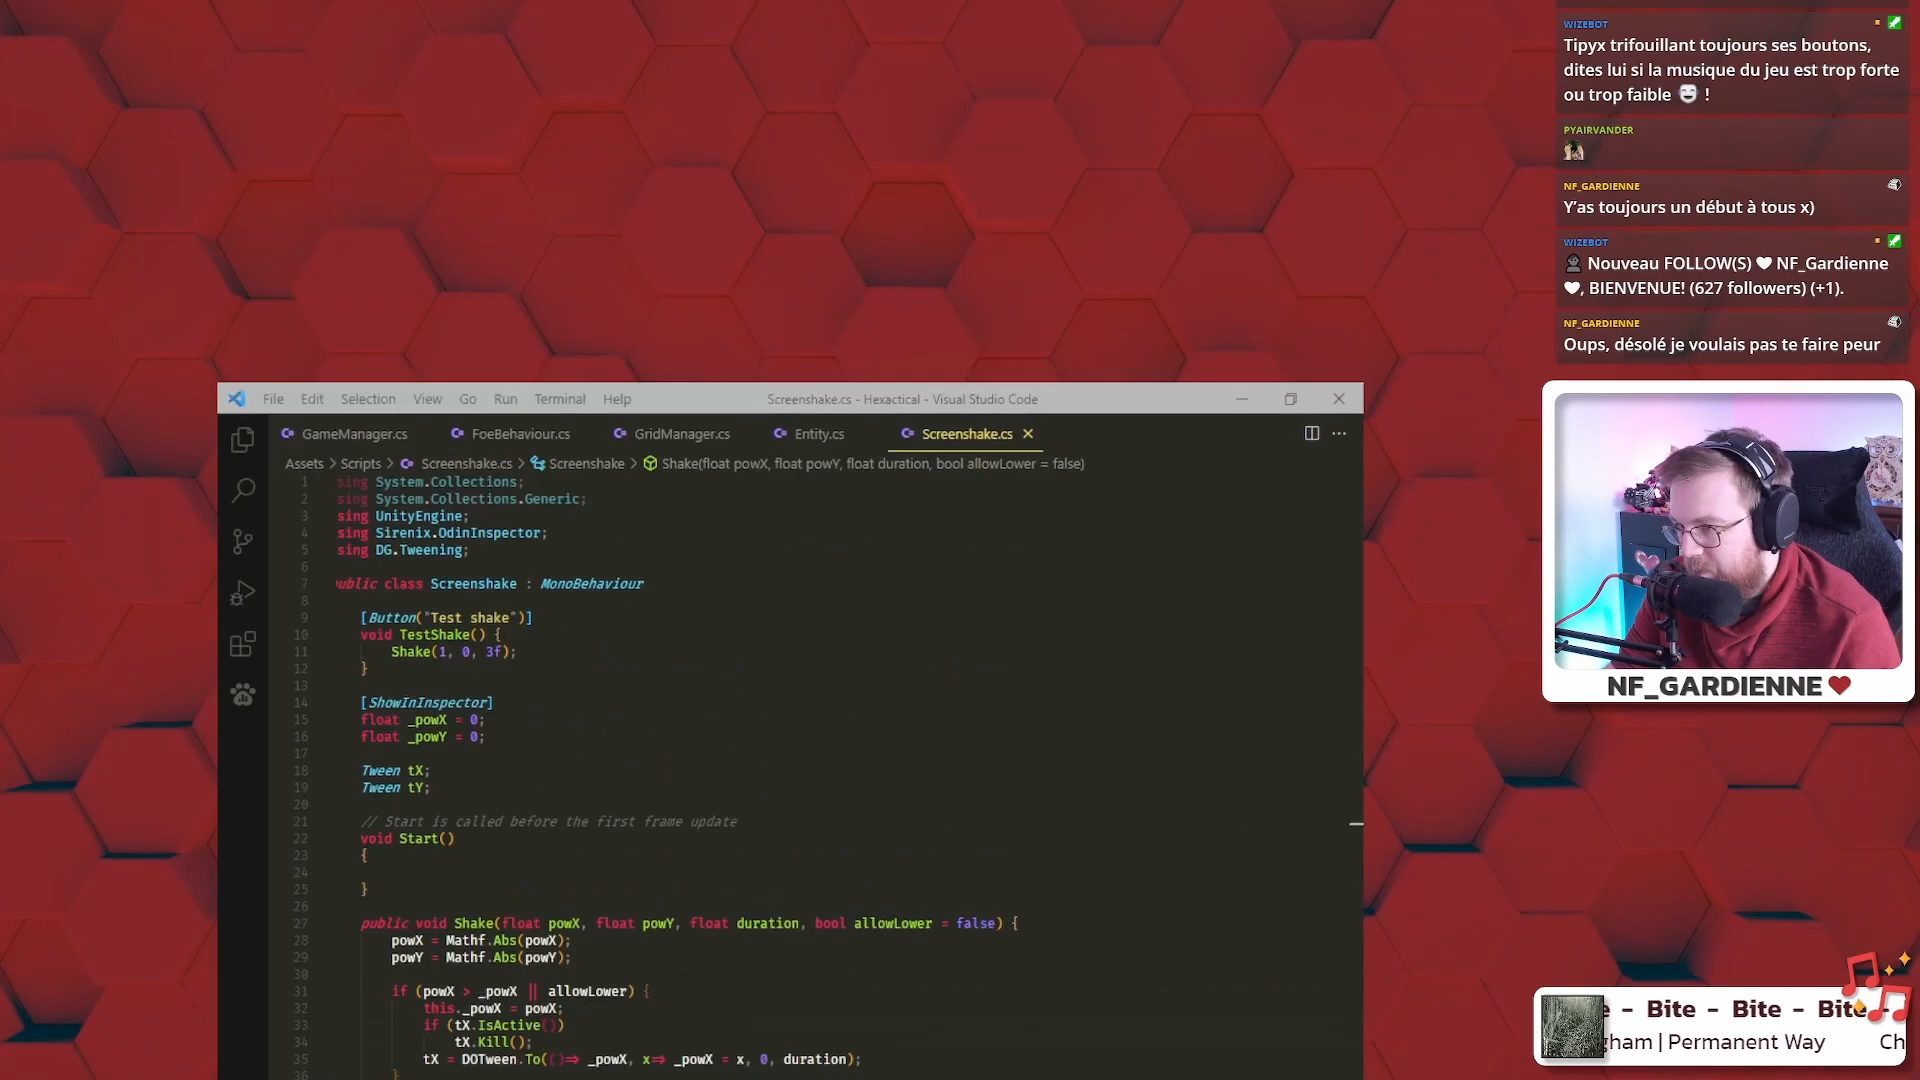 WIZEBOT
Tipyx trifouillant toujours ses boutons,
dites lui si la musique du jeu est trop forte
ou trop faible !
PYAIRVANDER
NF_GARDIENNE
Y'as toujours un début à tous x)
WIZEBOT
Nouveau FOLLOW(S) NF_Gardienne
, BIENVENUE! (627 followers) (+1).
NF_GARDIENNE
Oups, désolé je voulais pas te faire peur
File Edit Selection View Go Run Terminal Help Screenshake.cs - Hexactical - Visual Studio Code
GameManager.cs FoeBehaviour.cs GridManager.cs Entity.cs Screenshake.cs
Assets > Scripts > Screenshake.cs > Screenshake > Shake(float powX, float powY, float duration, bool allowLower = false)
1 sing System.Collections;
2 sing System.Collections.Generic;
3 sing UnityEngine;
4 sing Sirenix.OdinInspector;
5 sing DG.Tweening;
6
7 ublic class Screenshake : MonoBehaviour
8
9 [Button("Test shake")]
10 void TestShake() {
11 Shake(1, 0, 3f);
12 }
13
14 [ShowInInspector]
15 float _powX = 0;
16 float _powY = 0;
17
18 Tween tX;
19 Tween tY;
20
21 // Start is called before the first frame update
22 void Start()
23 {
24
25 }
26
27 public void Shake(float powX, float powY, float duration, bool allowLower = false) {
28 powX = Mathf.Abs(powX);
29 powY = Mathf.Abs(powY);
30
31 if (powX > _powX || allowLower) {
32 this._powX = powX;
33 if (tX.IsActive())
34 tX.Kill();
35 tX = DOTween.To(()=> _powX, x=> _powX = x, 0, duration);
36 }
NF_GARDIENNE
e - Bite - Bite - Bite -
gham | Permanent Way Ch